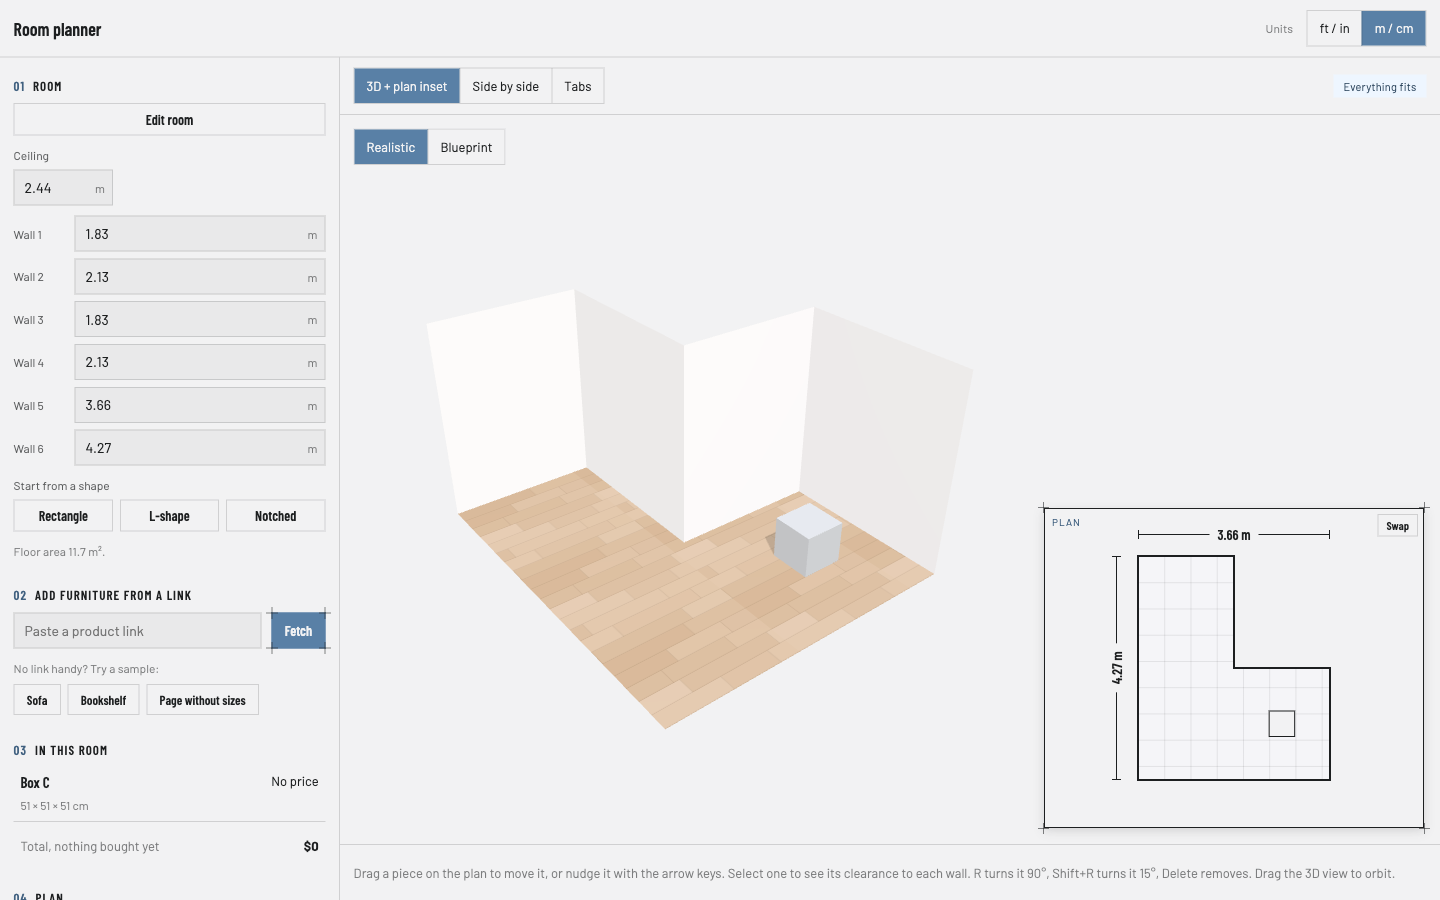 Room planner
Units
ft / in
m / cm
01 ROOM
Edit room
Ceiling
2.44 m
Wall 1 1.83 m
Wall 2 2.13 m
Wall 3 1.83 m
Wall 4 2.13 m
Wall 5 3.66 m
Wall 6 4.27 m
Start from a shape
Rectangle
L-shape
Notched
Floor area 11.7 m².
02 ADD FURNITURE FROM A LINK
Paste a product link
Fetch
No link handy? Try a sample:
Sofa
Bookshelf
Page without sizes
03 IN THIS ROOM
Box C No price
51 × 51 × 51 cm
Total, nothing bought yet $0
04 PLAN
3D + plan inset
Side by side
Tabs
Everything fits
Realistic
Blueprint
PLAN
Swap
3.66 m
4.27 m
Drag a piece on the plan to move it, or nudge it with the arrow keys. Select one to see its clearance to each wall. R turns it 90°, Shift+R turns it 15°, Delete removes. Drag the 3D view to orbit.